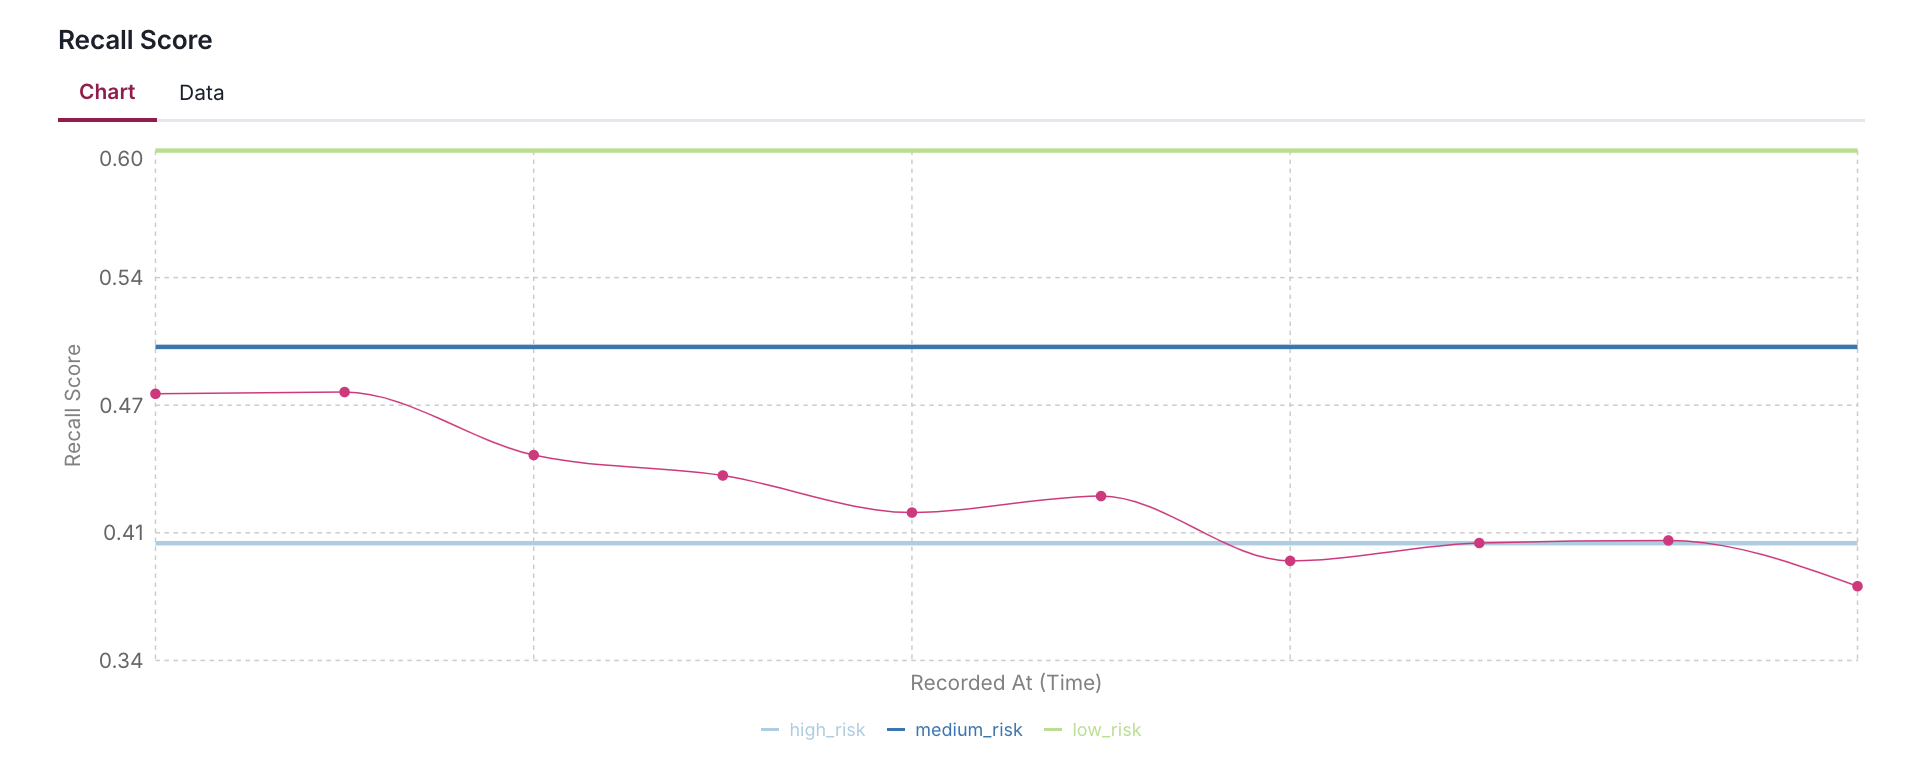 Recall Score
Chart Data
0.60
0.54
0.47
0.41
0.34
Recall Score
Recorded At (Time)
high_risk medium_risk low_risk